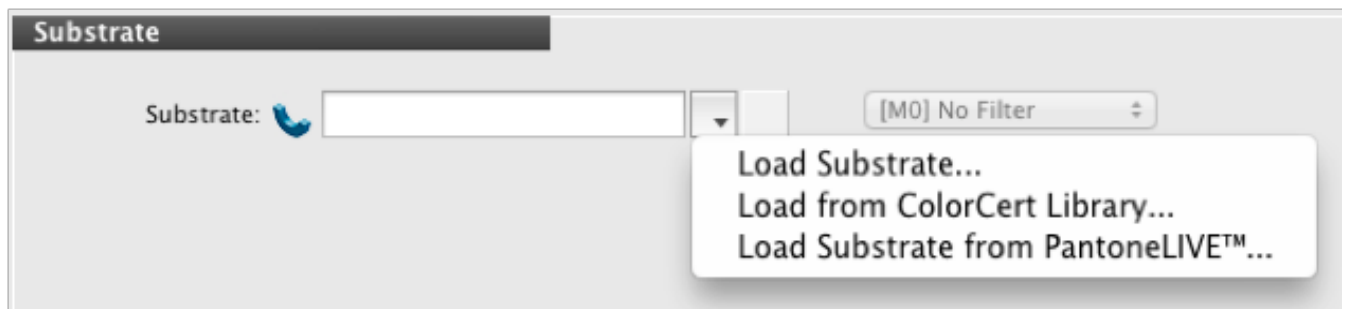 Substrate
Substrate:
[M0] No Filter
Load Substrate...
Load from ColorCert Library...
Load Substrate from PantoneLIVE™...